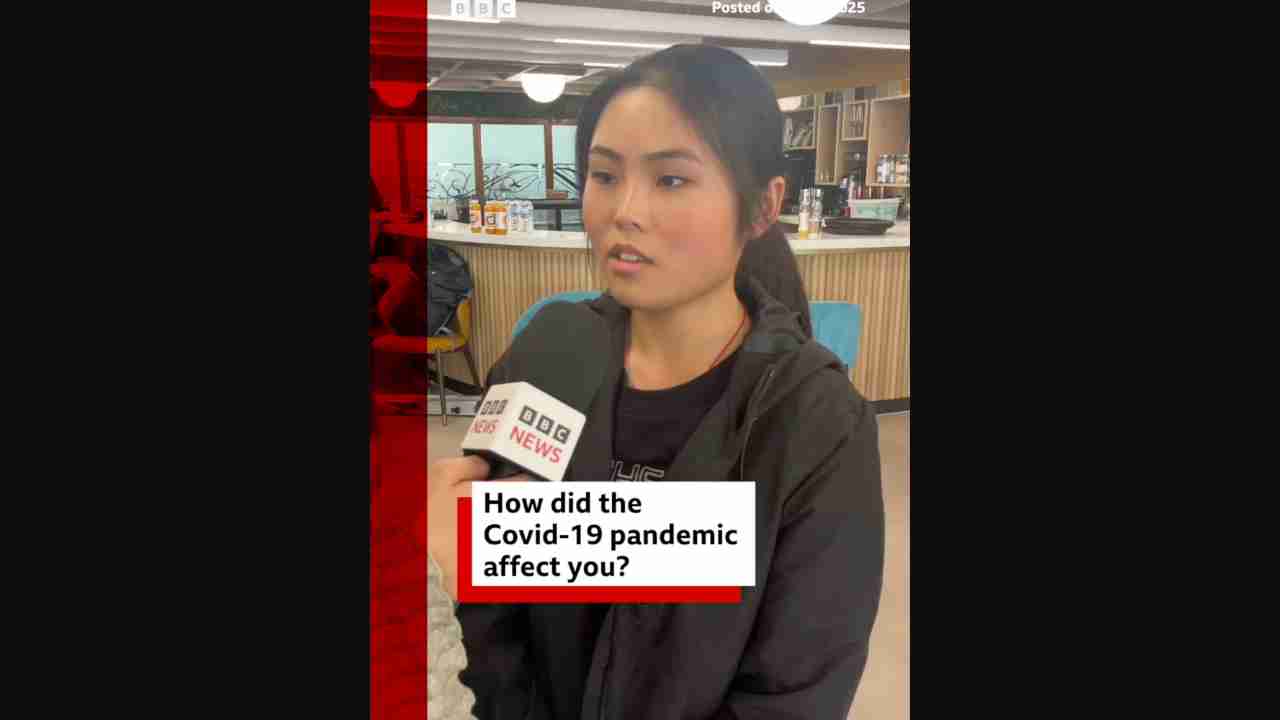 BBC
Posted
25
BBC
NEWS
BBC
NEWS
How did the
Covid-19 pandemic
affect you?